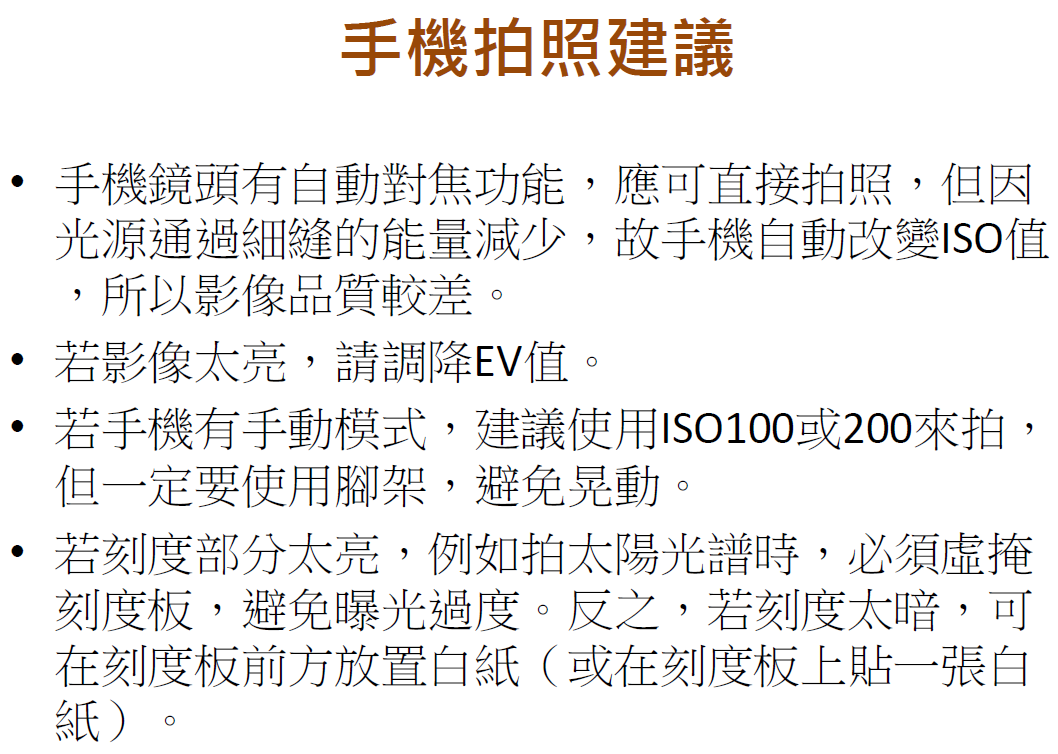 手機拍照建議
• 手機鏡頭有自動對焦功能，應可直接拍照，但因
光源通過細縫的能量減少，故手機自動改變ISO值
，所以影像品質較差。
• 若影像太亮，請調降EV值。
• 若手機有手動模式，建議使用ISO100或200來拍，
但一定要使用腳架，避免晃動。
• 若刻度部分太亮，例如拍太陽光譜時，必須虛掩
刻度板，避免曝光過度。反之，若刻度太暗，可
在刻度板前方放置白紙（或在刻度板上貼一張白
紙）。